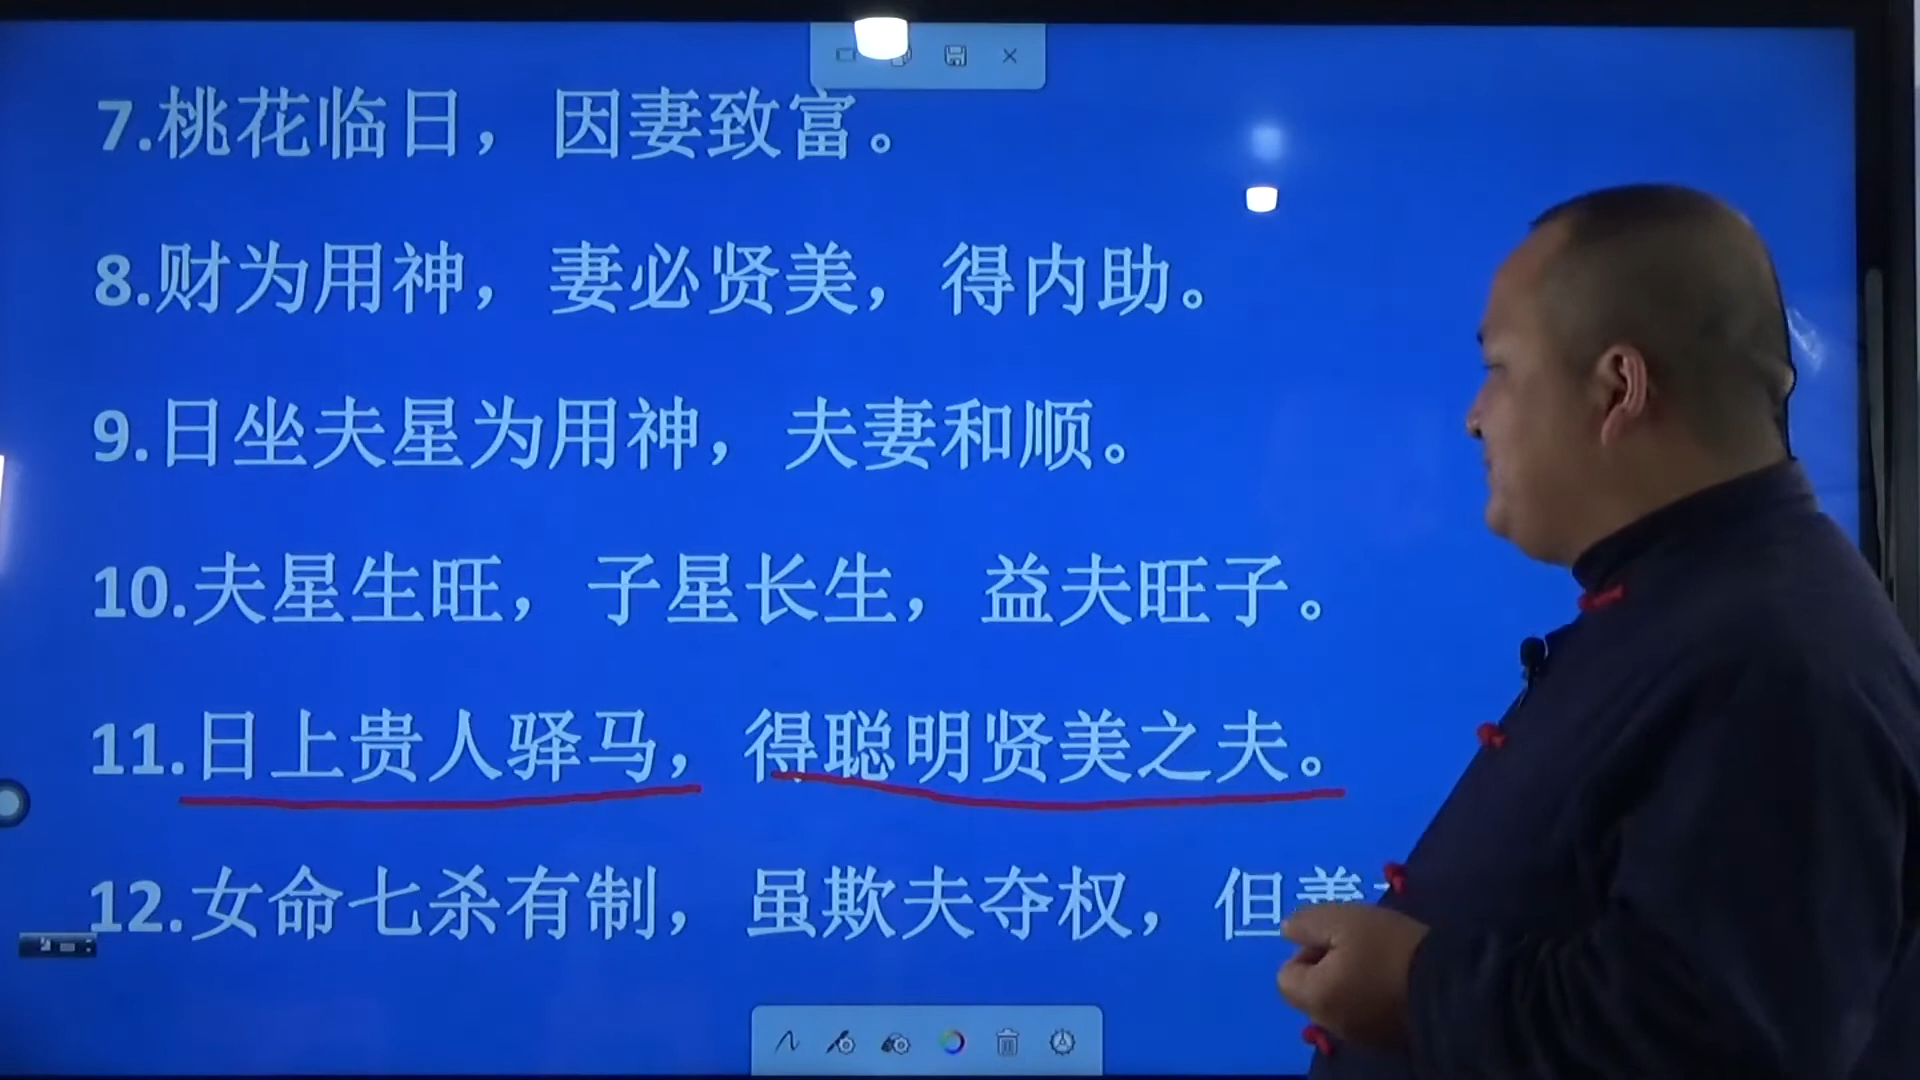 7.桃花临日，因妻致富。
8.财为用神，妻必贤美，得内助。
9.日坐夫星为用神，夫妻和顺。
10.夫星生旺，子星长生，益夫旺子。
11.日上贵人驿马，得聪明贤美之夫。
12.女命七杀有制，虽欺夫夺权，但善